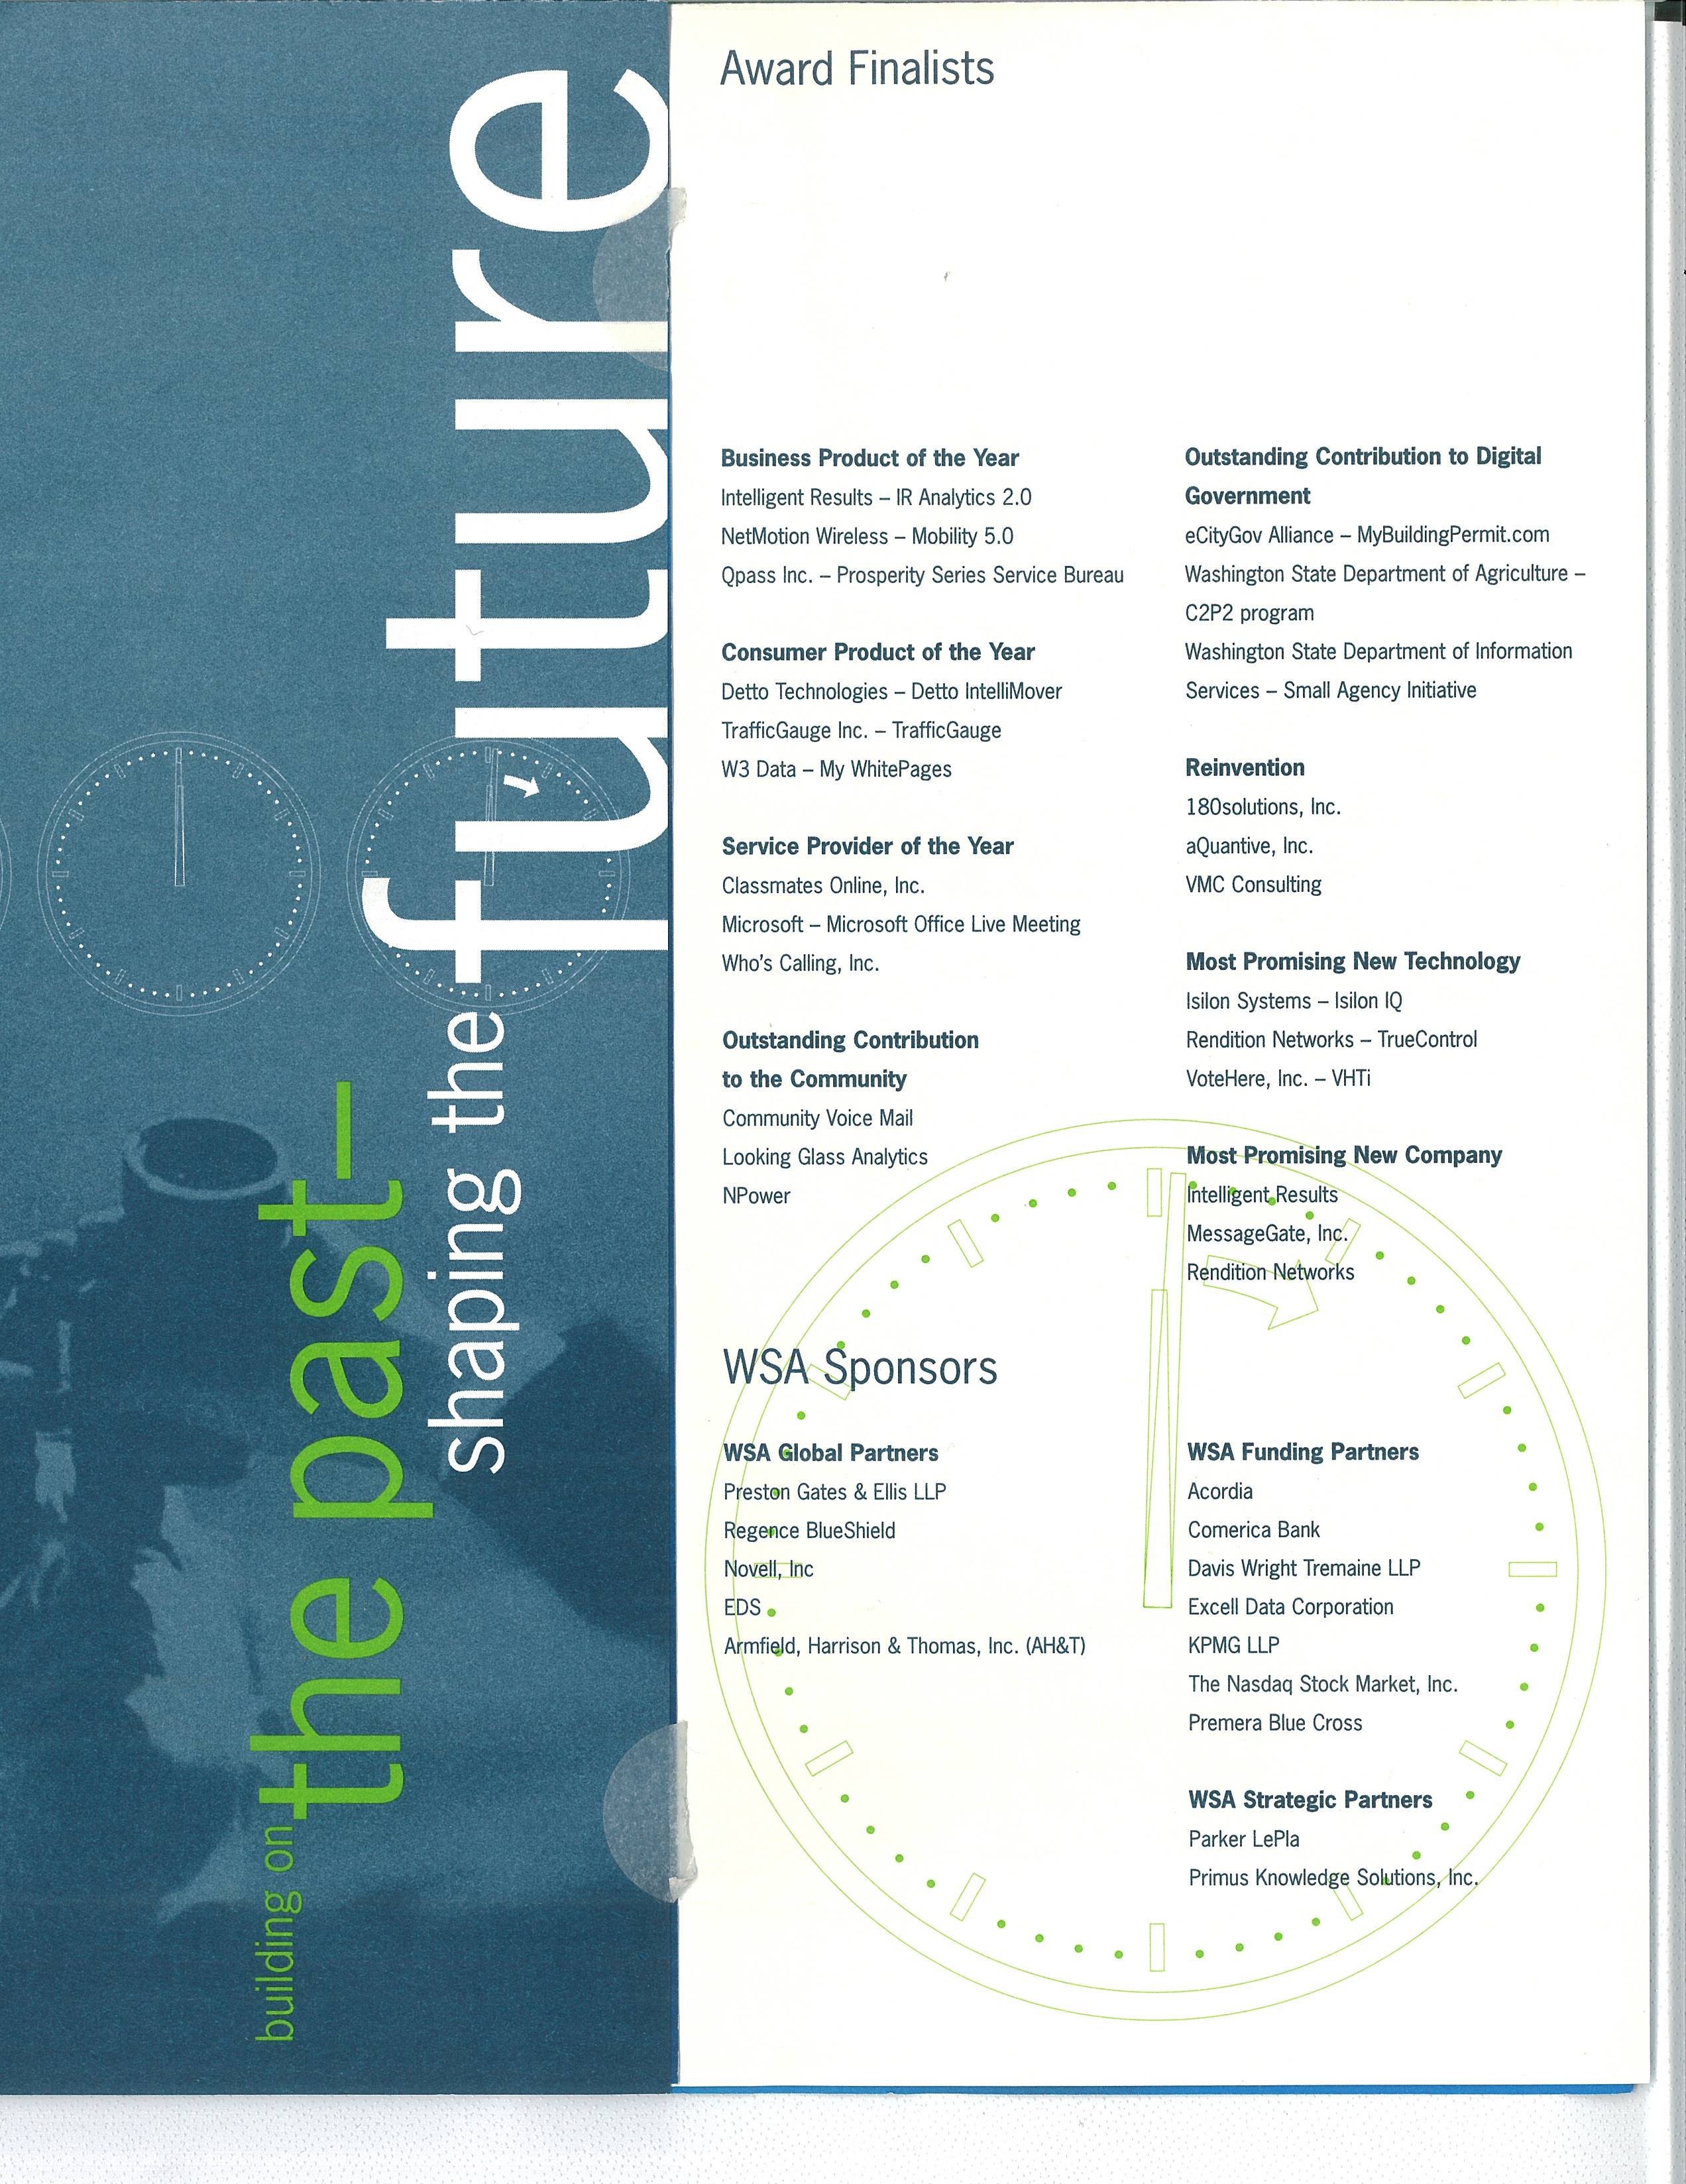 building on
the past–
shaping the
future
Award Finalists
Business Product of the Year
Intelligent Results – IR Analytics 2.0
NetMotion Wireless – Mobility 5.0
Qpass Inc. – Prosperity Series Service Bureau
Consumer Product of the Year
Detto Technologies – Detto IntelliMover
TrafficGauge Inc. – TrafficGauge
W3 Data – My WhitePages
Service Provider of the Year
Classmates Online, Inc.
Microsoft – Microsoft Office Live Meeting
Who's Calling, Inc.
Outstanding Contribution
to the Community
Community Voice Mail
Looking Glass Analytics
NPower
Outstanding Contribution to Digital
Government
eCityGov Alliance – MyBuildingPermit.com
Washington State Department of Agriculture –
C2P2 program
Washington State Department of Information
Services – Small Agency Initiative
Reinvention
180solutions, Inc.
aQuantive, Inc.
VMC Consulting
Most Promising New Technology
Isilon Systems – Isilon IQ
Rendition Networks – TrueControl
VoteHere, Inc. – VHTi
Most Promising New Company
Intelligent Results
MessageGate, Inc.
Rendition Networks
WSA Sponsors
WSA Global Partners
Preston Gates & Ellis LLP
Regence BlueShield
Novell, Inc
EDS
Armfield, Harrison & Thomas, Inc. (AH&T)
WSA Funding Partners
Acordia
Comerica Bank
Davis Wright Tremaine LLP
Excell Data Corporation
KPMG LLP
The Nasdaq Stock Market, Inc.
Premera Blue Cross
WSA Strategic Partners
Parker LePla
Primus Knowledge Solutions, Inc.